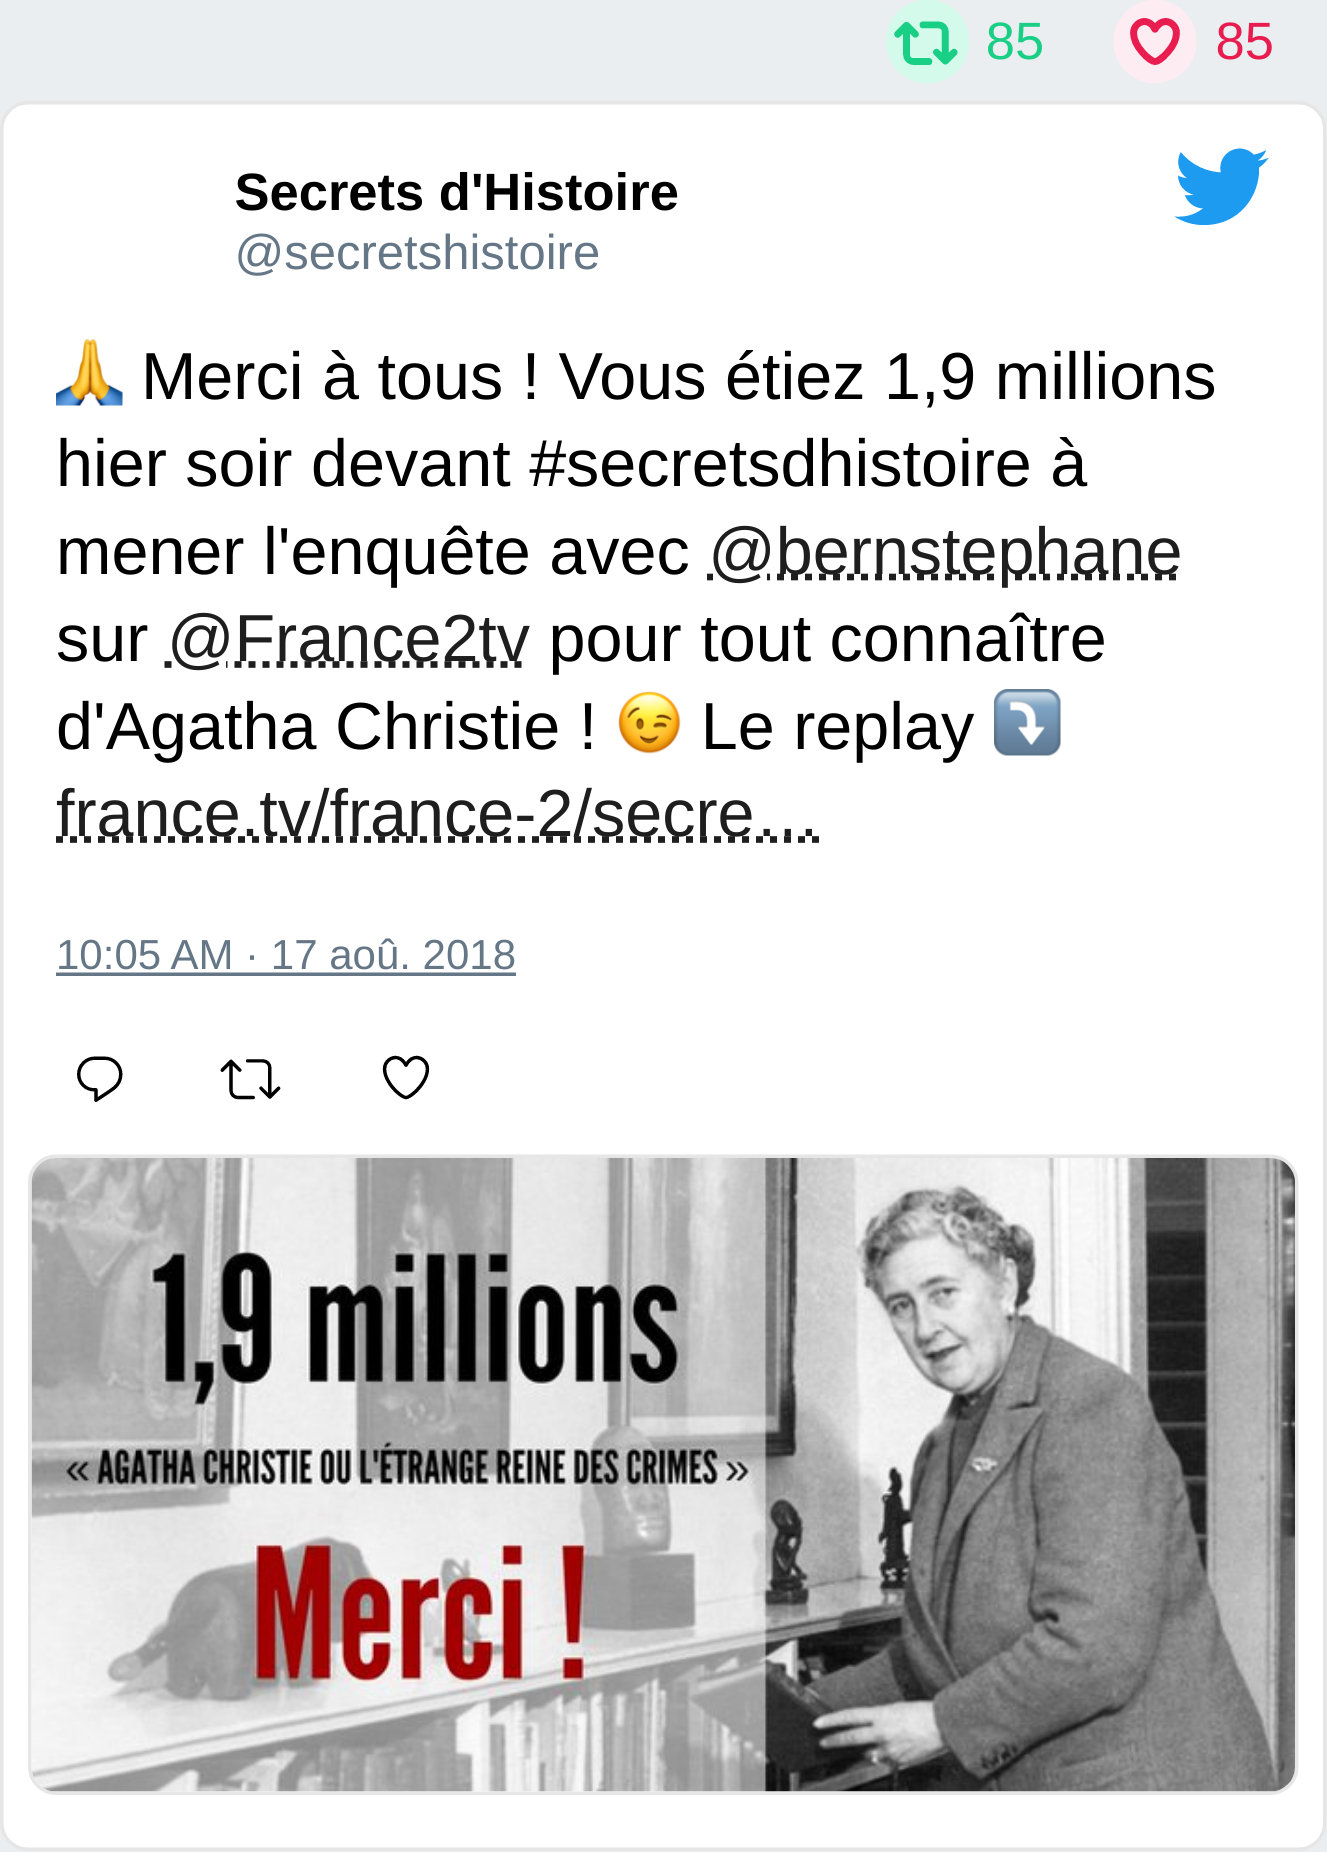 85 85
Secrets d'Histoire
@secretshistoire
🙏 Merci à tous ! Vous étiez 1,9 millions
hier soir devant #secretsdhistoire à
mener l'enquête avec @bernstephane
sur @France2tv pour tout connaître
d'Agatha Christie ! 😉 Le replay ⤵️
france.tv/france-2/secre…
10:05 AM · 17 aoû. 2018
1,9 millions
« AGATHA CHRISTIE OU L'ÉTRANGE REINE DES CRIMES »
Merci !